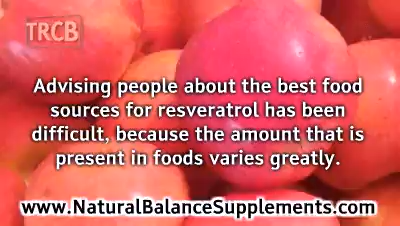 TRCB
Advising people about the best food
sources for resveratrol has been
difficult, because the amount that is
present in foods varies greatly.
www.NaturalBalanceSupplements.com